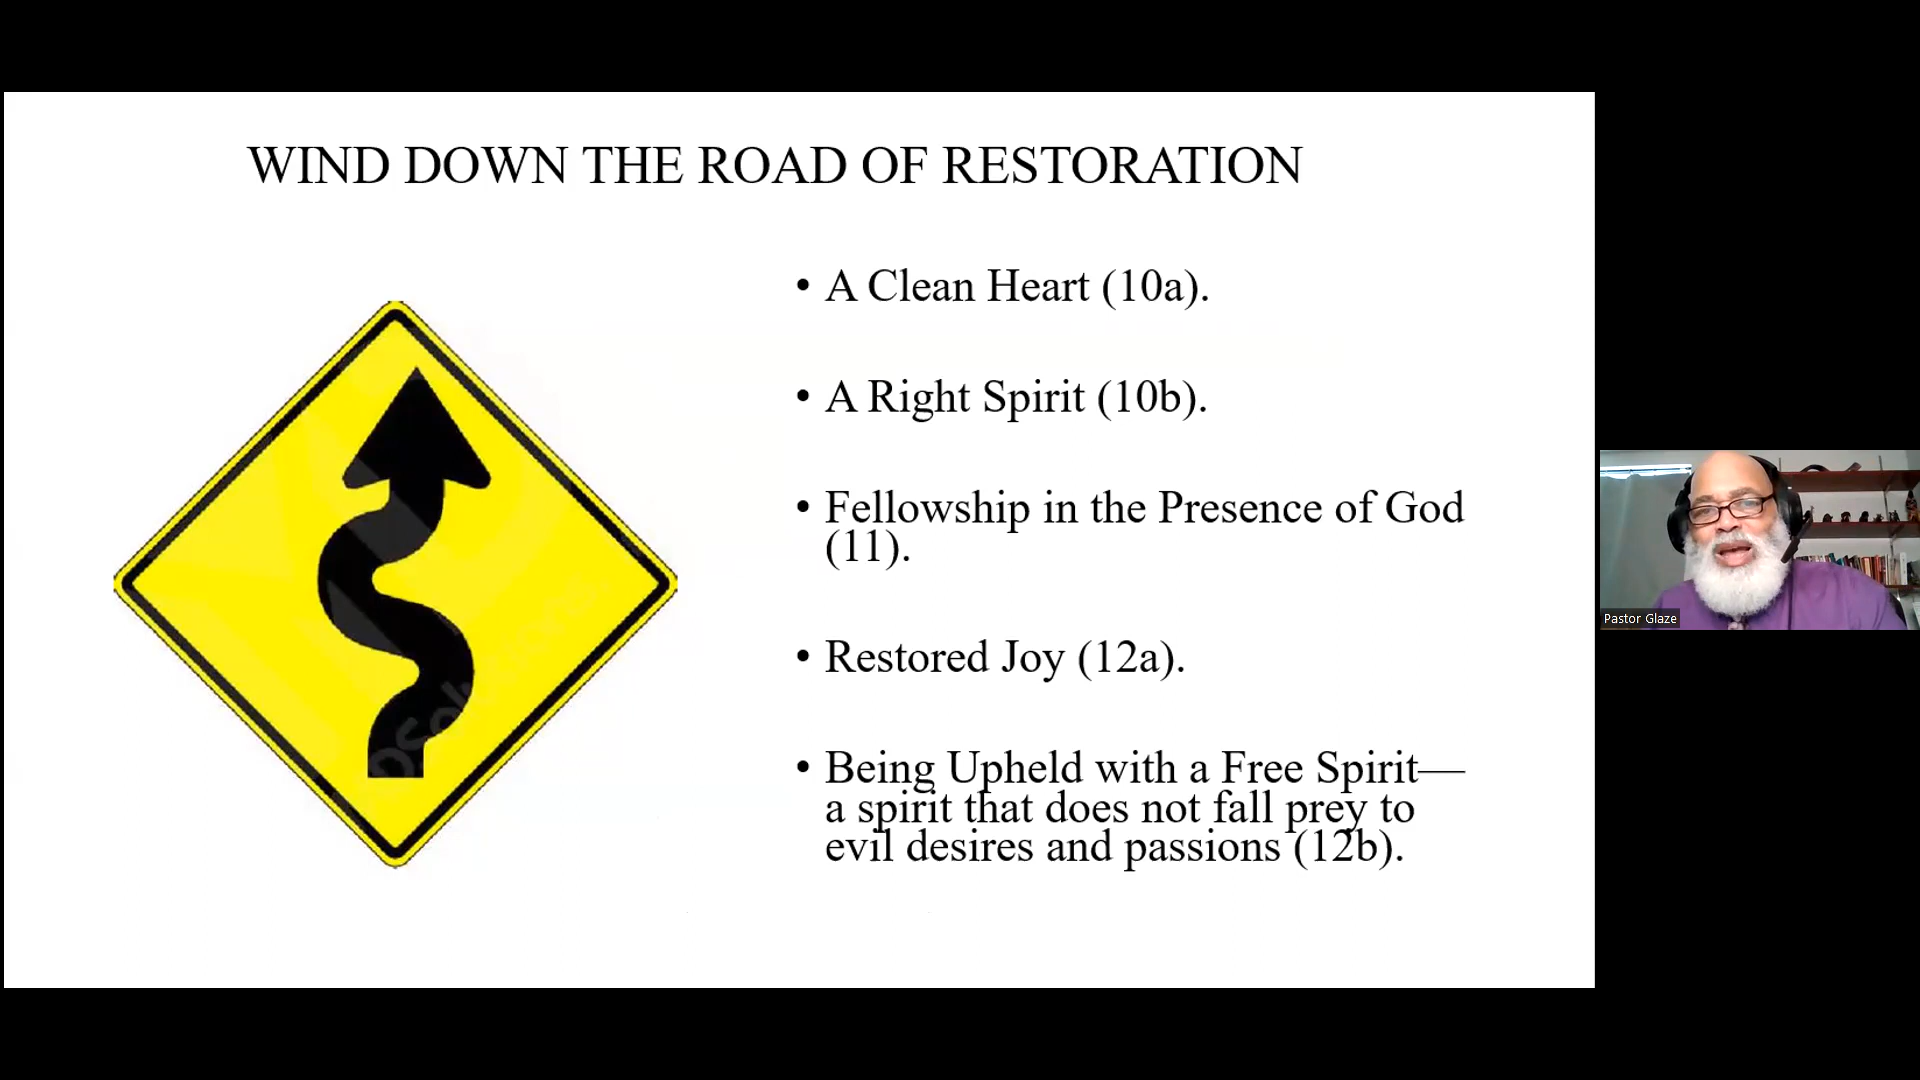 WIND DOWN THE ROAD OF RESTORATION
• A Clean Heart (10a).
• A Right Spirit (10b).
• Fellowship in the Presence of God
(11).
• Restored Joy (12a).
• Being Upheld with a Free Spirit—
a spirit that does not fall prey to
evil desires and passions (12b).
Pastor Glaze